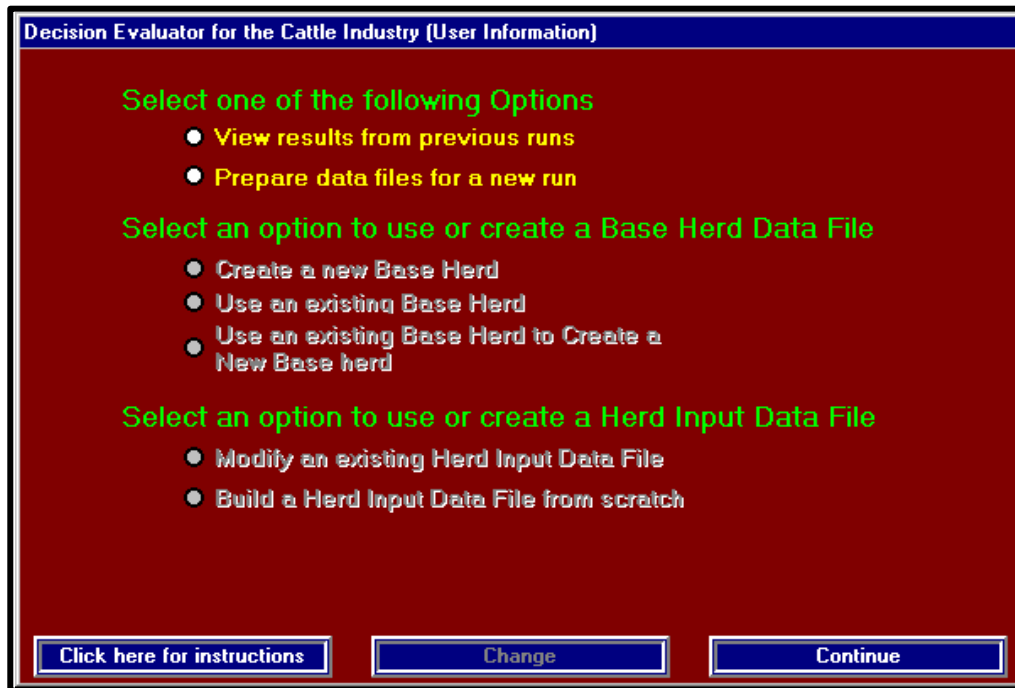 Decision Evaluator for the Cattle Industry (User Information)
Select one of the following Options
View results from previous runs
Prepare data files for a new run
Select an option to use or create a Base Herd Data File
Create a new Base Herd
Use an existing Base Herd
Use an existing Base Herd to Create a
New Base herd
Select an option to use or create a Herd Input Data File
Modify an existing Herd Input Data File
Build a Herd Input Data File from scratch
Click here for instructions
Change
Continue